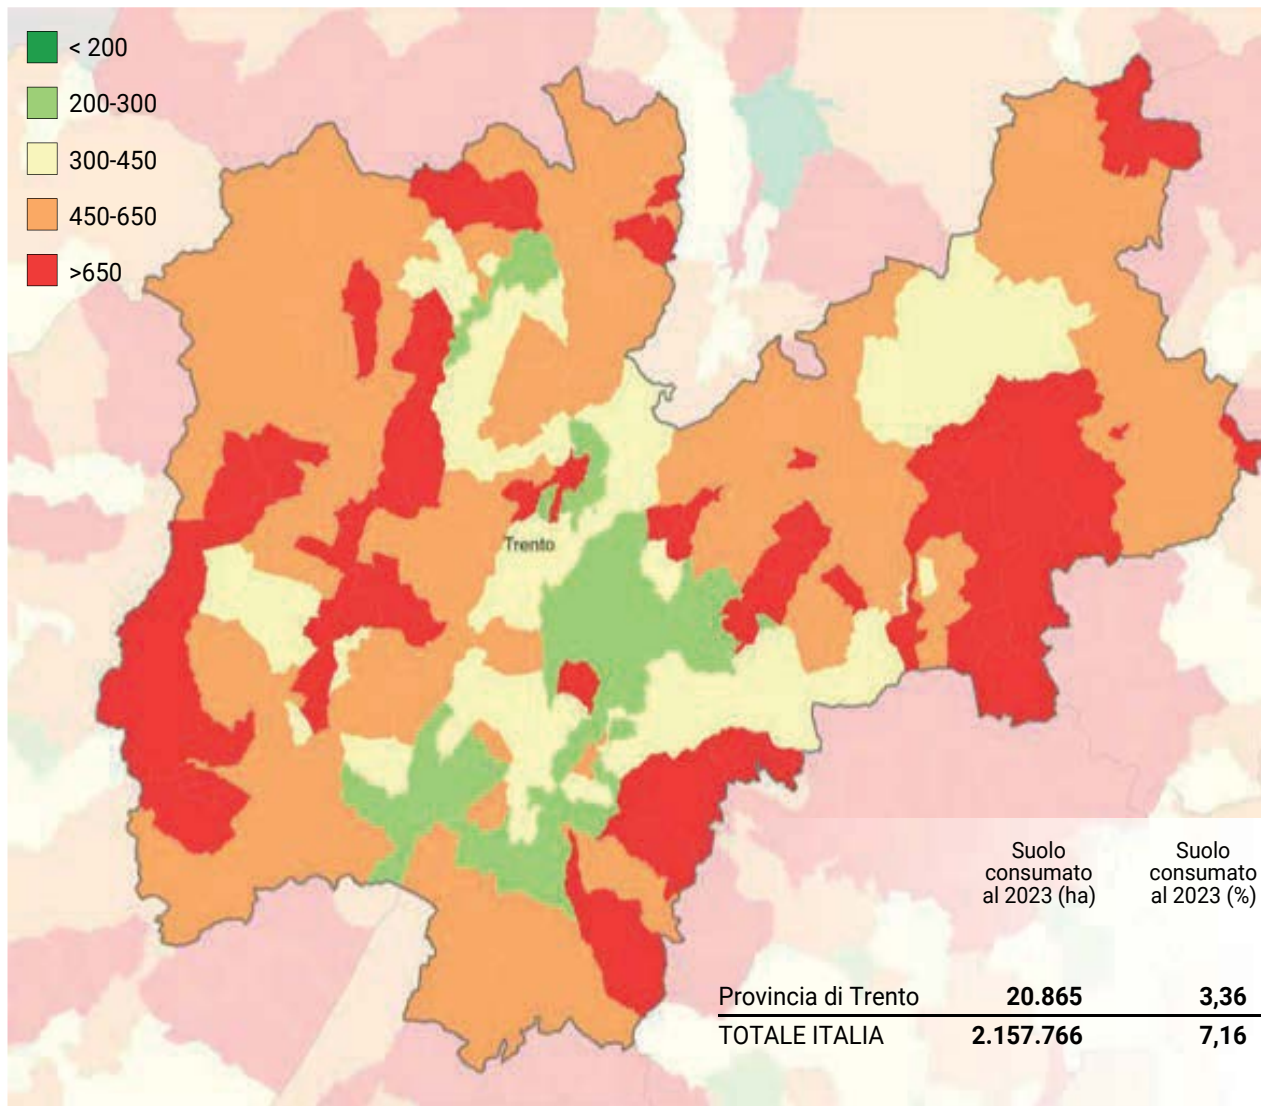 < 200
200-300
300-450
450-650
>650
Trento
Suolo
consumato
al 2023 (ha)
Suolo
consumato
al 2023 (%)
Provincia di Trento 20.865 3,36
TOTALE ITALIA 2.157.766 7,16